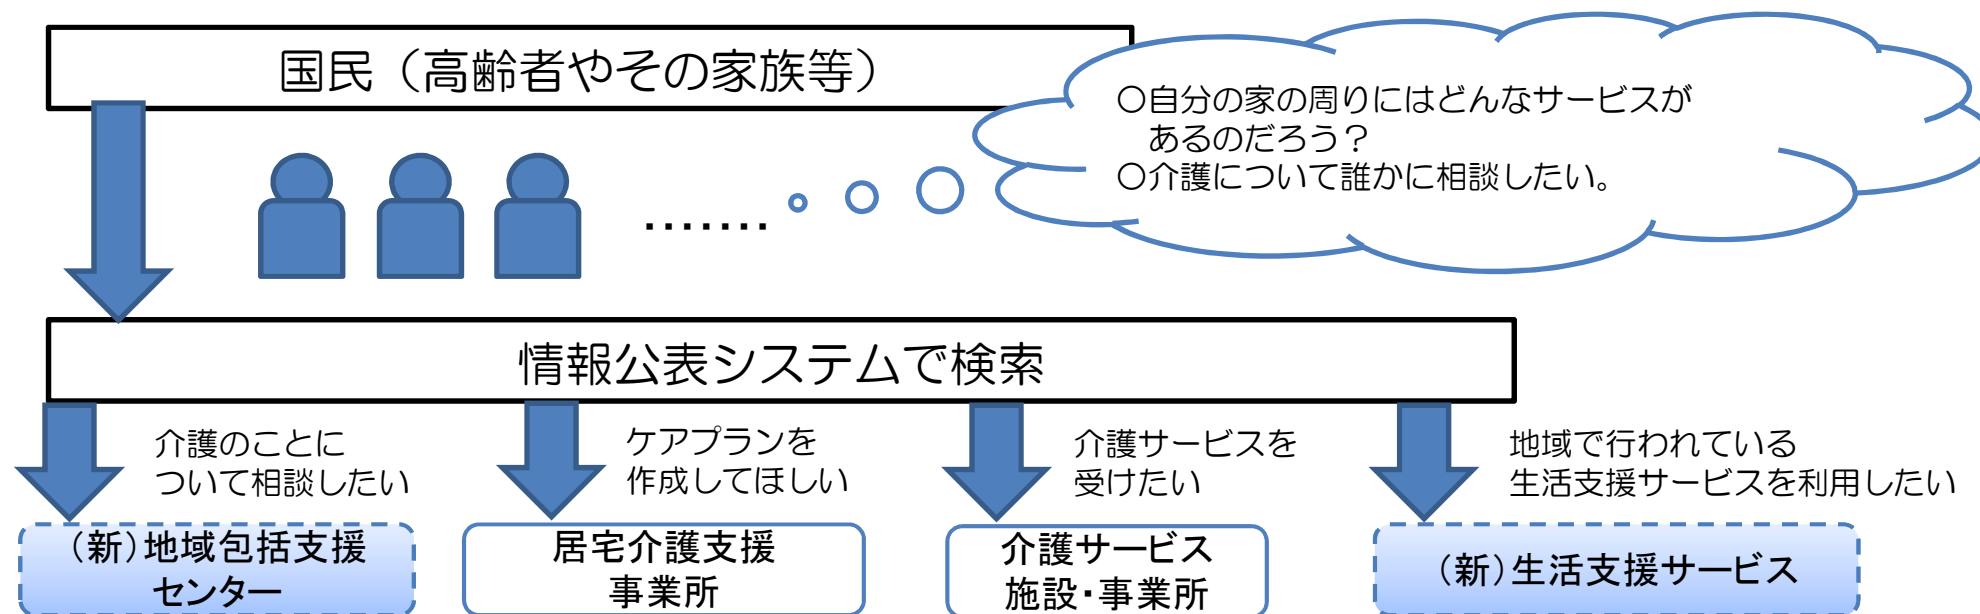 国民（高齢者やその家族等）
〇自分の家の周りにはどんなサービスが
あるのだろう？
〇介護について誰かに相談したい。
.......
情報公表システムで検索
介護のことに
ついて相談したい
ケアプランを
作成してほしい
介護サービスを
受けたい
地域で行われている
生活支援サービスを利用したい
（新）地域包括支援
センター
居宅介護支援
事業所
介護サービス
施設・事業所
（新）生活支援サービス